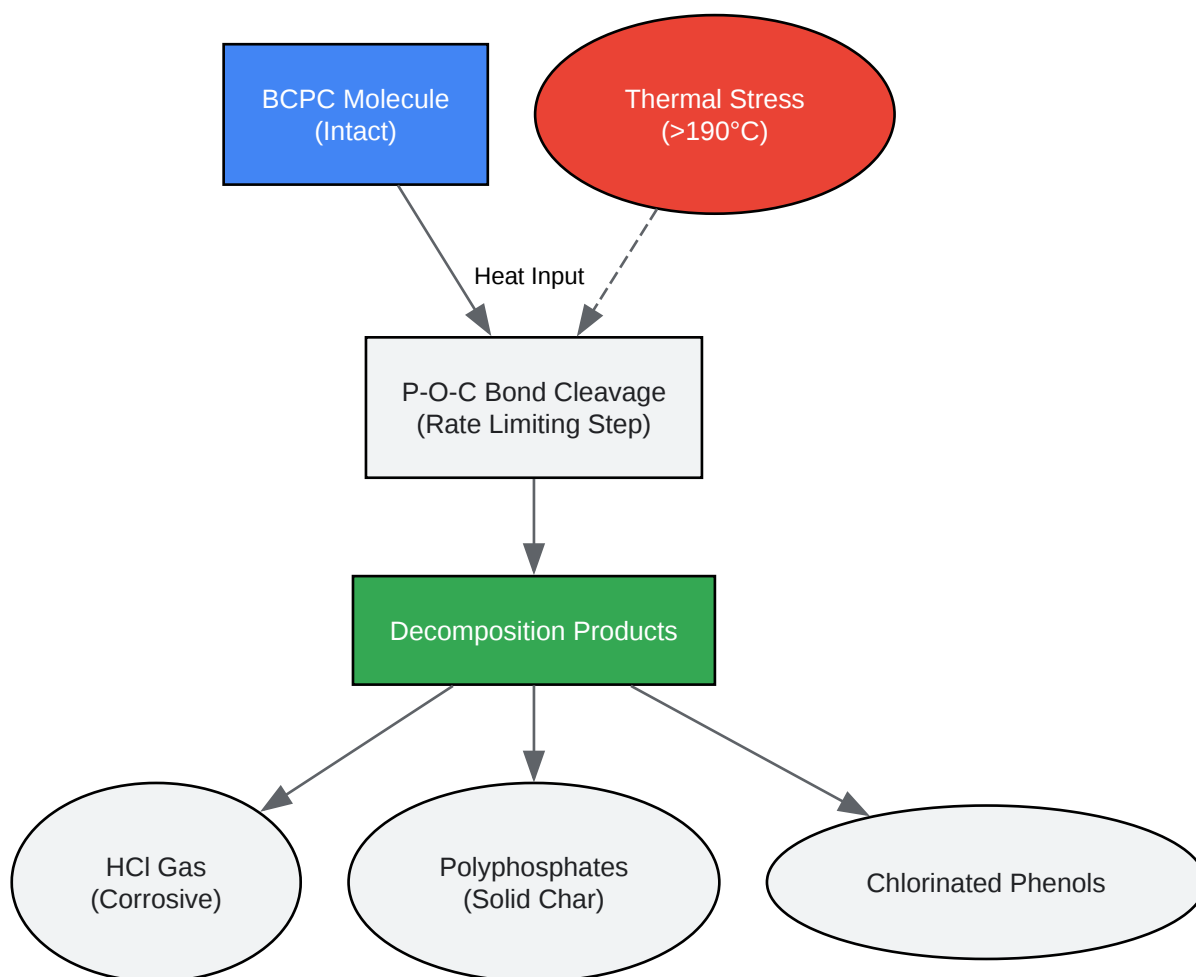 BCPC Molecule
(Intact)
Thermal Stress
(>190°C)
Heat Input
P-O-C Bond Cleavage
(Rate Limiting Step)
Decomposition Products
HCl Gas
(Corrosive)
Polyphosphates
(Solid Char)
Chlorinated Phenols